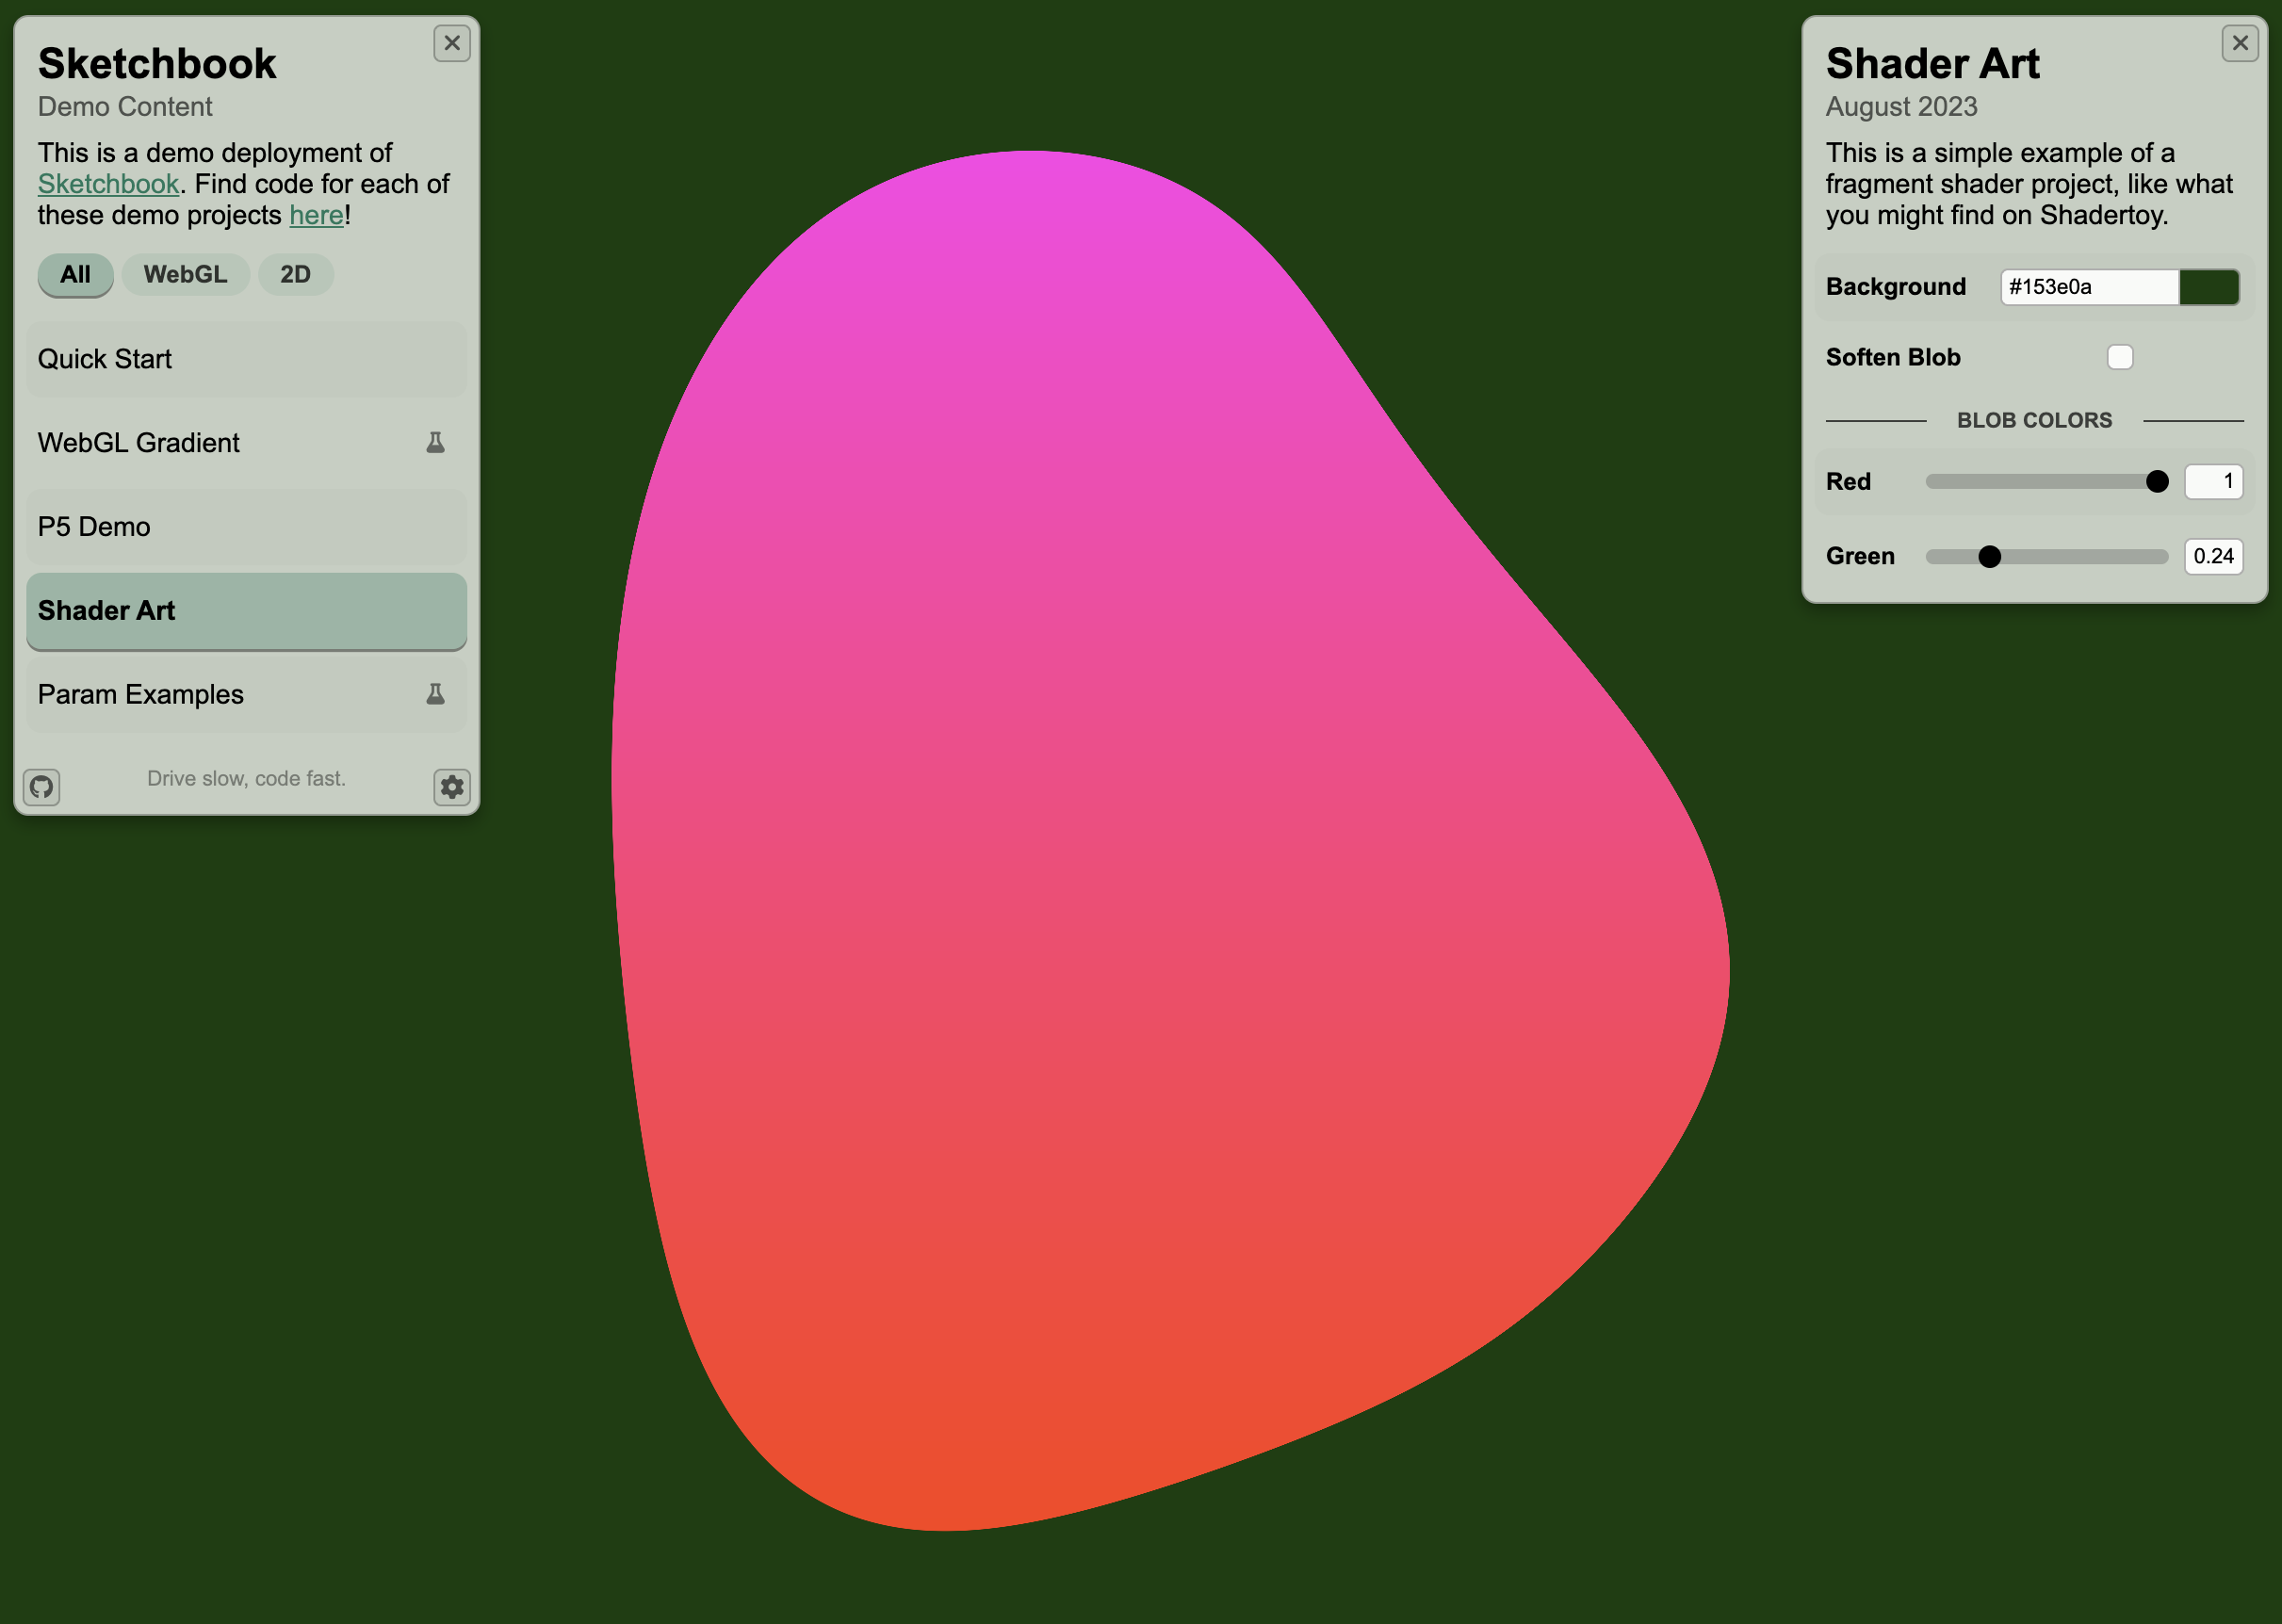 Sketchbook
Demo Content
This is a demo deployment of
Sketchbook. Find code for each of
these demo projects here!
All WebGL 2D
Quick Start
WebGL Gradient
P5 Demo
Shader Art
Param Examples
Drive slow, code fast.
Shader Art
August 2023
This is a simple example of a
fragment shader project, like what
you might find on Shadertoy.
Background #153e0a
Soften Blob
BLOB COLORS
Red 1
Green 0.24